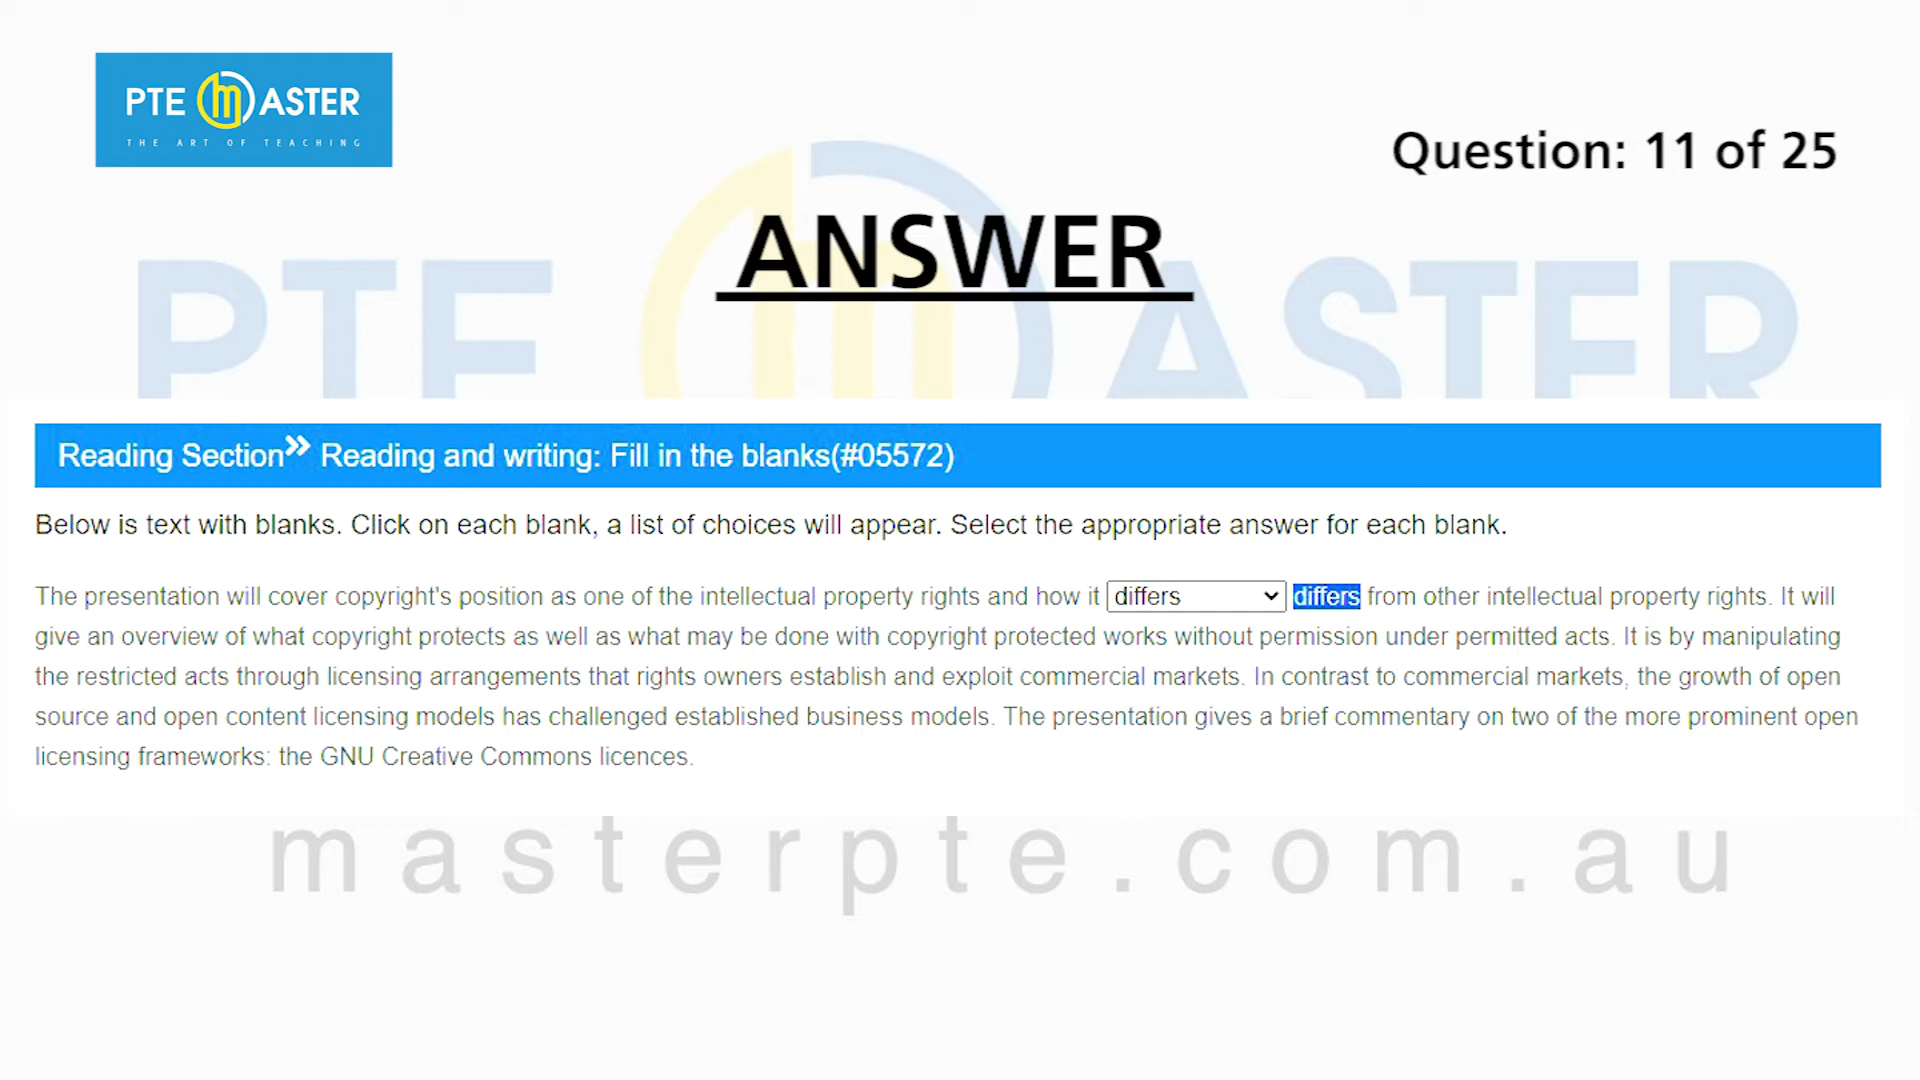 PTE MASTER
THE ART OF TEACHING
Question: 11 of 25
ANSWER
PTE MASTER
Reading Section» Reading and writing: Fill in the blanks(#05572)
Below is text with blanks. Click on each blank, a list of choices will appear. Select the appropriate answer for each blank.
The presentation will cover copyright's position as one of the intellectual property rights and how it differs differs from other intellectual property rights. It will
give an overview of what copyright protects as well as what may be done with copyright protected works without permission under permitted acts. It is by manipulating
the restricted acts through licensing arrangements that rights owners establish and exploit commercial markets. In contrast to commercial markets, the growth of open
source and open content licensing models has challenged established business models. The presentation gives a brief commentary on two of the more prominent open
licensing frameworks: the GNU Creative Commons licences.
masterpte.com.au